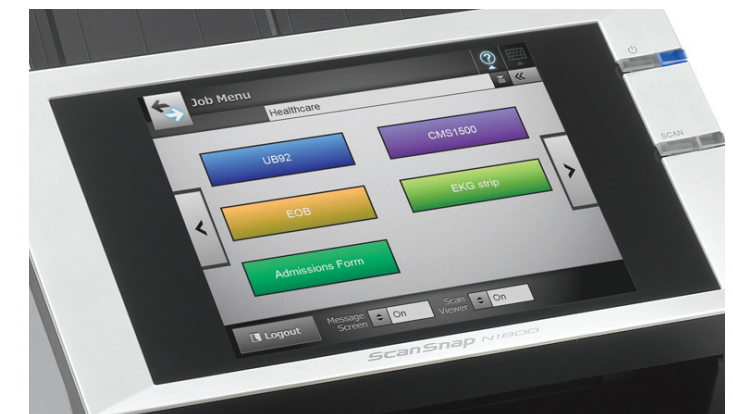 Job Menu
?
Healthcare
UB92
CMS1500
EOB
EKG strip
Admissions Form
Logout
Message Screen
On
Scan Viewer
On
SCAN
ScanSnap N1800